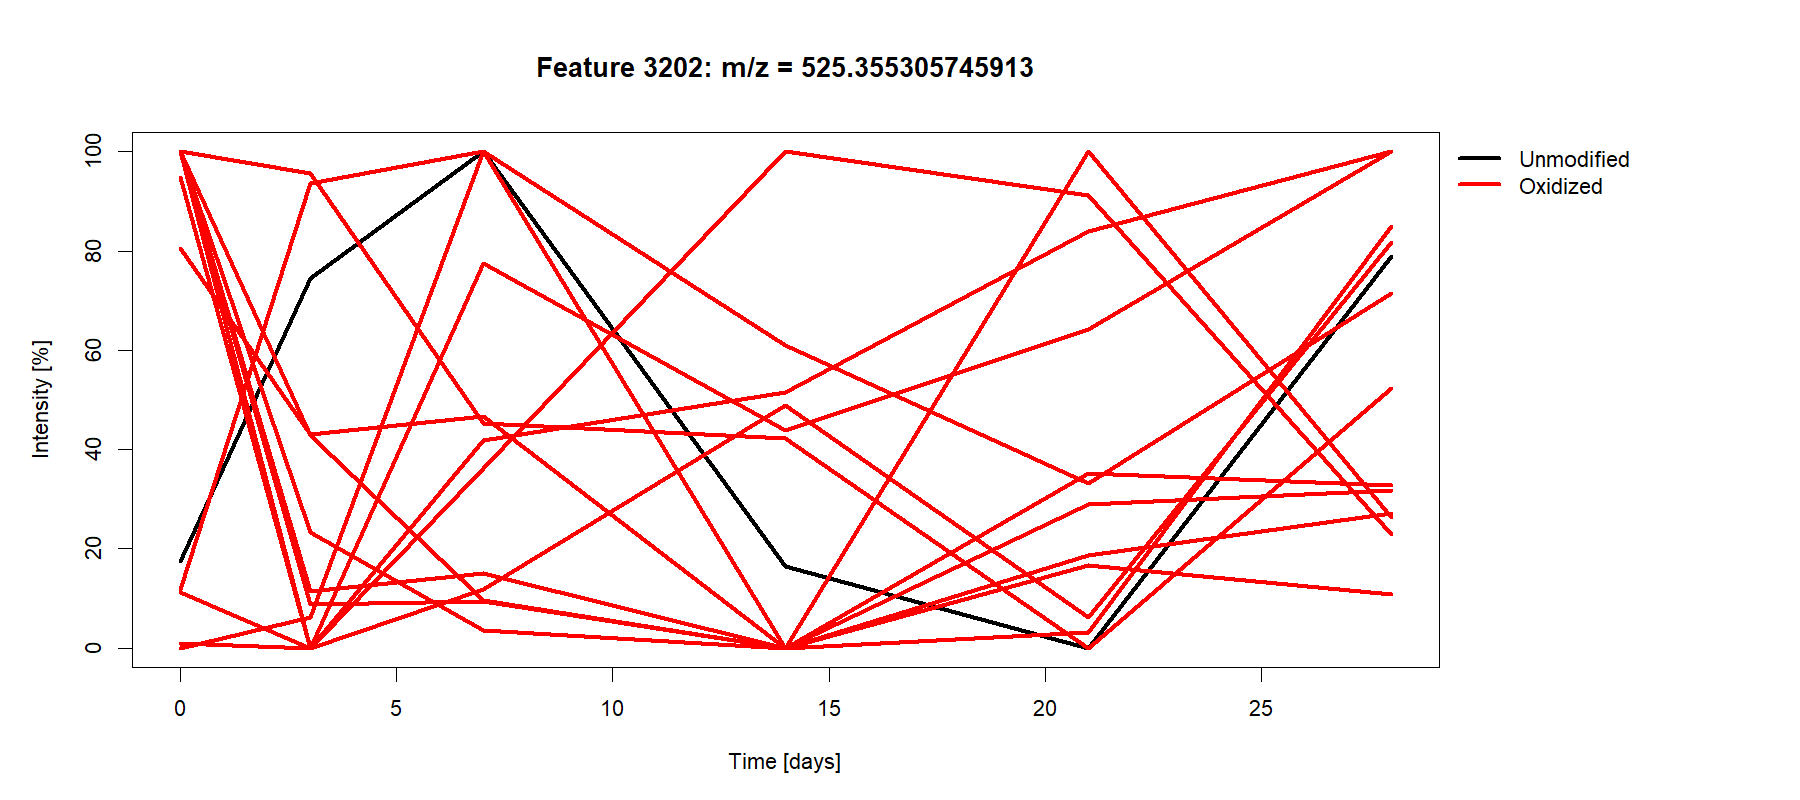 Feature 3202: m/z = 525.355305745913
Unmodified
Oxidized
Intensity [%]
100
80
60
40
20
0
0 5 10 15 20 25
Time [days]